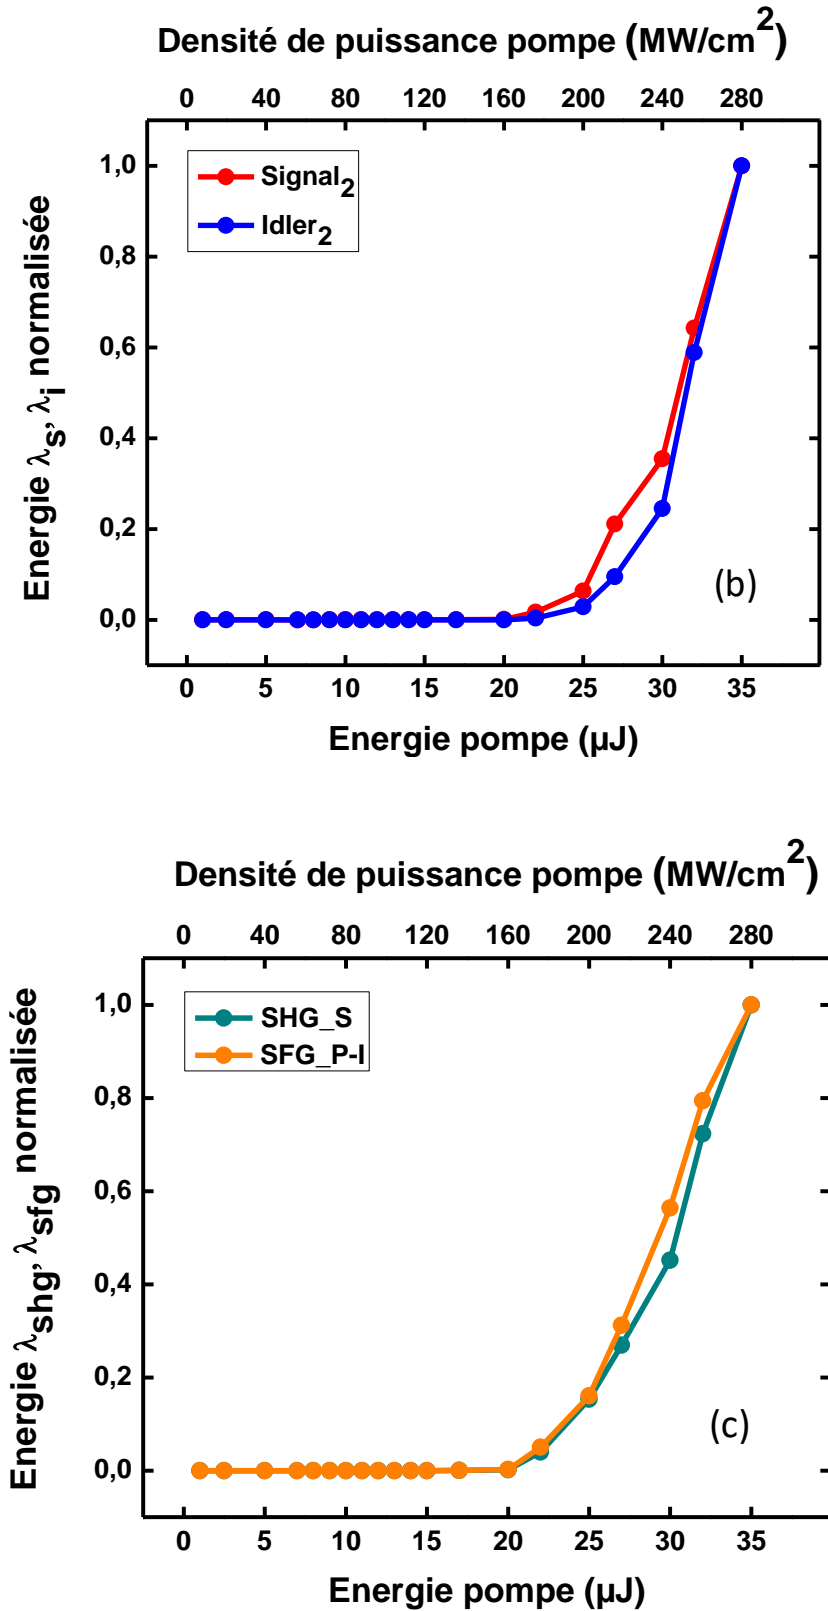 Densité de puissance pompe (MW/cm²)
0 40 80 120 160 200 240 280
1,0
0,8
0,6
0,4
0,2
0,0
Energie λs, λi normalisée
Signal2
Idler2
(b)
0 5 10 15 20 25 30 35
Energie pompe (µJ)
Densité de puissance pompe (MW/cm²)
0 40 80 120 160 200 240 280
1,0
0,8
0,6
0,4
0,2
0,0
Energie λshg, λsfg normalisée
SHG_S
SFG_P-I
(c)
0 5 10 15 20 25 30 35
Energie pompe (µJ)